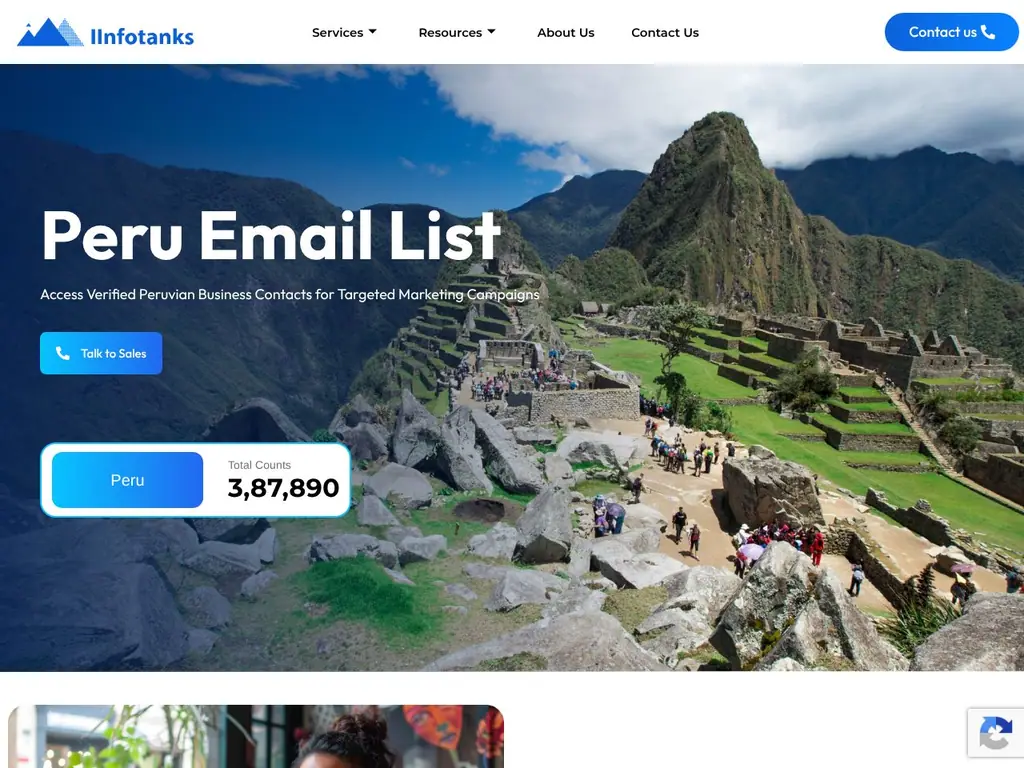 IInfotanks
Services
Resources
About Us
Contact Us
Contact us
Peru Email List
Access Verified Peruvian Business Contacts for Targeted Marketing Campaigns
Talk to Sales
Peru
Total Counts
3,87,890